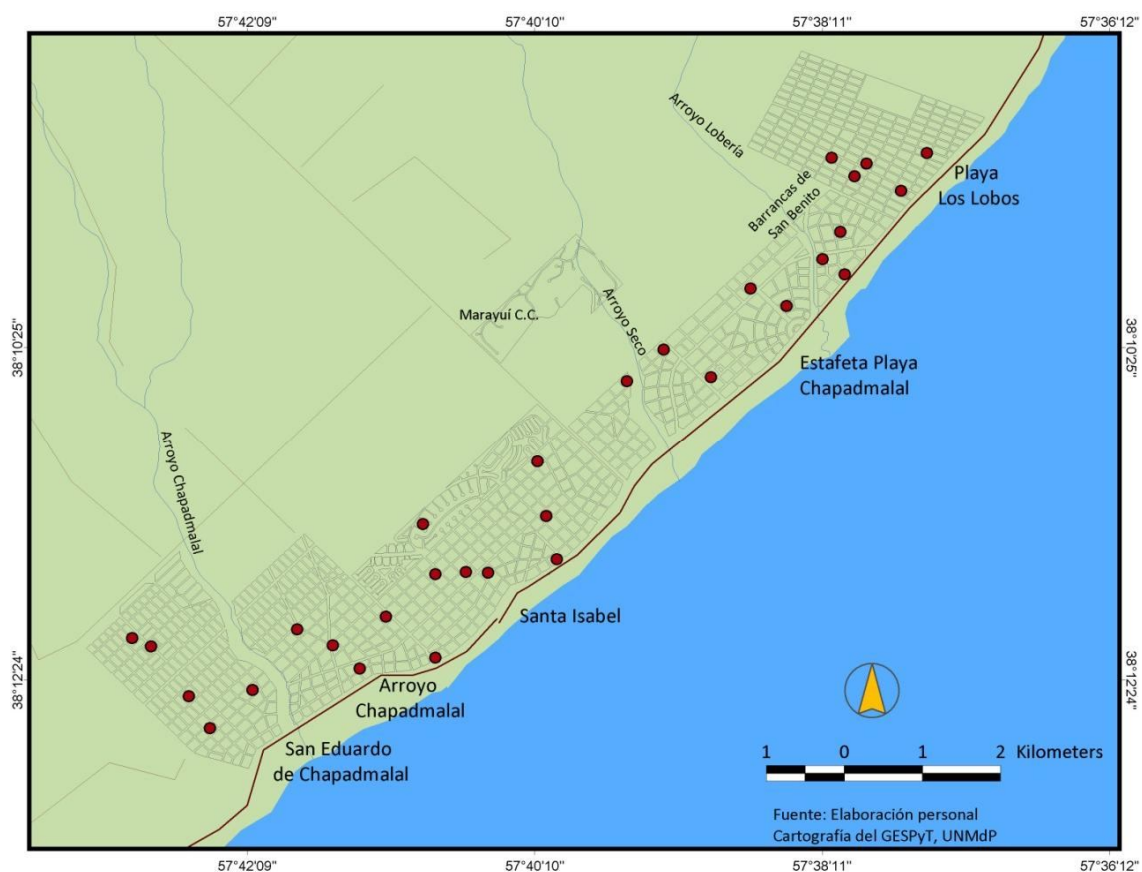 57°42'09"
57°40'10"
57°38'11"
57°36'12"
Arroyo Lobería
Playa
Los Lobos
Barrancas de
San Benito
Marayuí C.C.
Arroyo Seco
38°10'25"
38°10'25"
Estafeta Playa
Chapadmalal
Arroyo Chapadmalal
Santa Isabel
38°12'24"
38°12'24"
Arroyo
Chapadmalal
San Eduardo
de Chapadmalal
1 0 1 2 Kilometers
Fuente: Elaboración personal
Cartografía del GESPyT, UNMdP
57°42'09"
57°40'10"
57°38'11"
57°36'12"